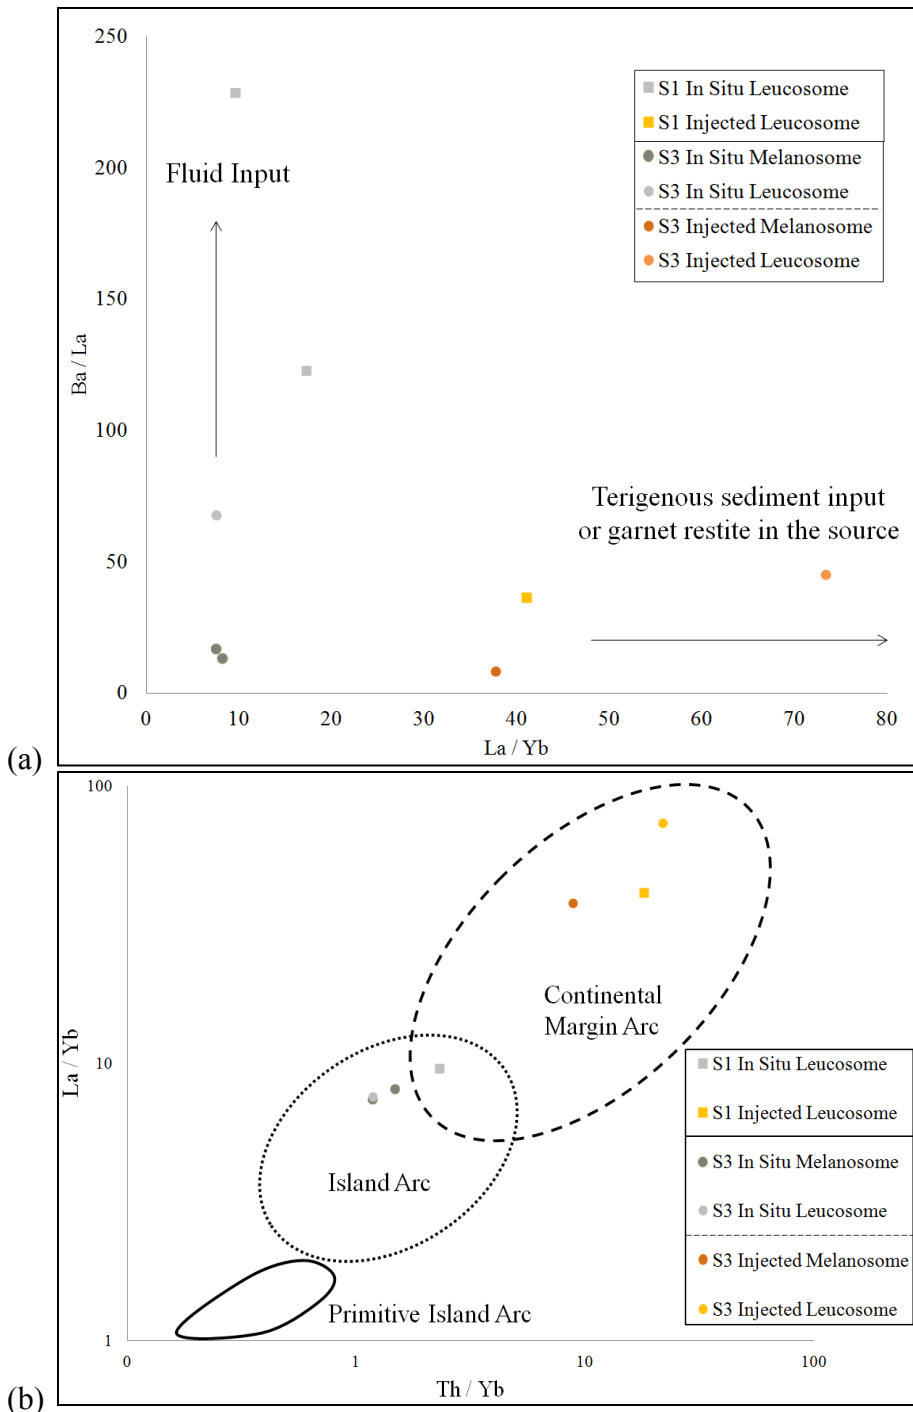 250
200
150
100
50
0
Ba / La
Fluid Input
S1 In Situ Leucosome
S1 Injected Leucosome
S3 In Situ Melanosome
S3 In Situ Leucosome
S3 Injected Melanosome
S3 Injected Leucosome
Terigenous sediment input
or garnet restite in the source
0 10 20 30 40 50 60 70 80
La / Yb
(a)
100
10
1
La / Yb
Continental
Margin Arc
Island Arc
Primitive Island Arc
S1 In Situ Leucosome
S1 Injected Leucosome
S3 In Situ Melanosome
S3 In Situ Leucosome
S3 Injected Melanosome
S3 Injected Leucosome
0 1 10 100
Th / Yb
(b)